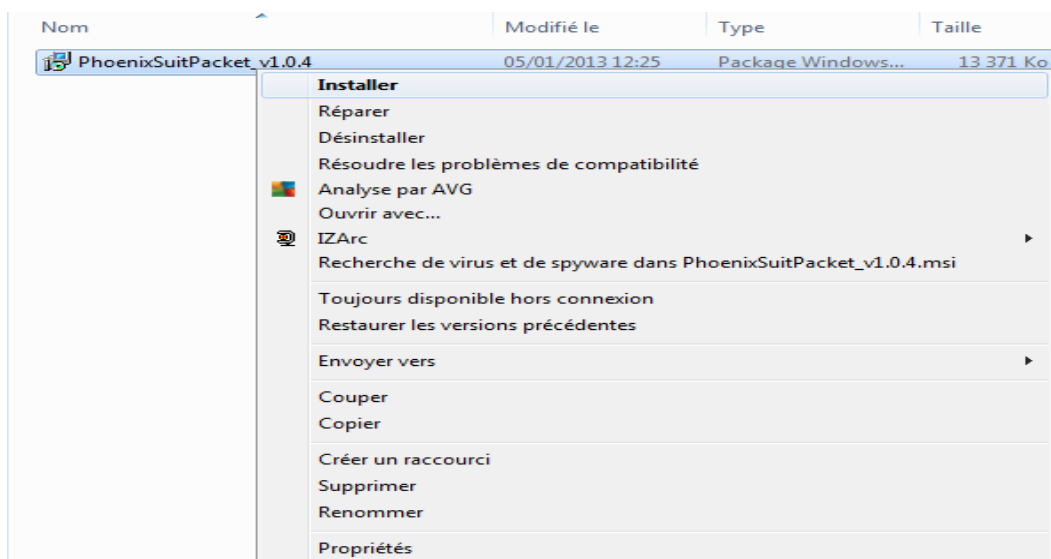 Nom Modifié le Type Taille
PhoenixSuitPacket_v1.0.4 05/01/2013 12:25 Package Windows... 13 371 Ko
Installer
Réparer
Désinstaller
Résoudre les problèmes de compatibilité
Analyse par AVG
Ouvrir avec...
IZArc
Recherche de virus et de spyware dans PhoenixSuitPacket_v1.0.4.msi
Toujours disponible hors connexion
Restaurer les versions précédentes
Envoyer vers
Couper
Copier
Créer un raccourci
Supprimer
Renommer
Propriétés